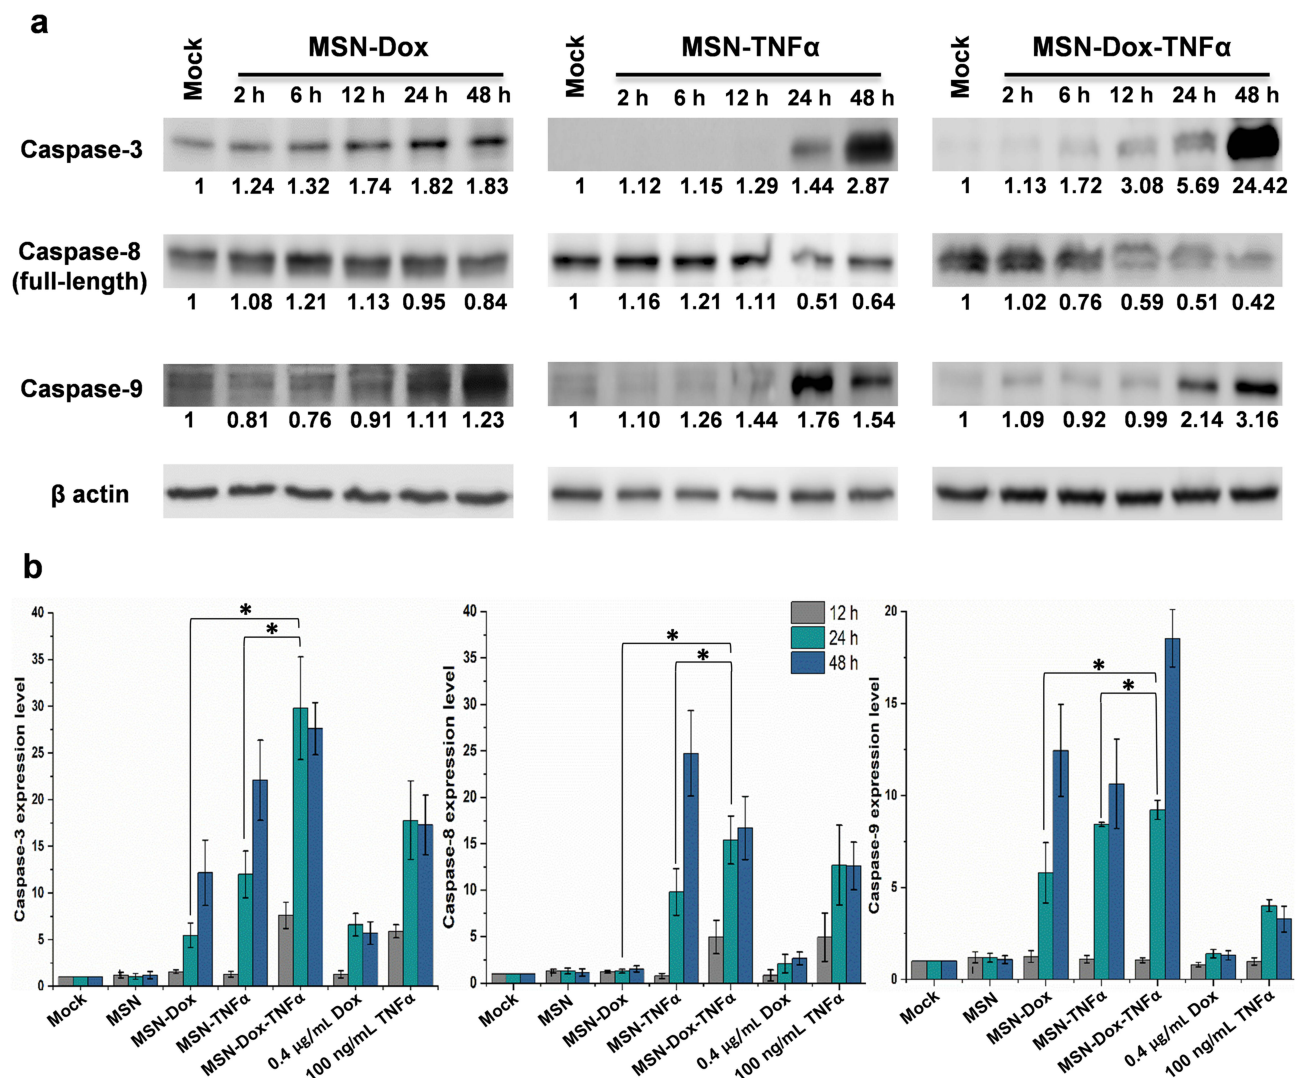 a
Mock MSN-Dox Mock MSN-TNFα Mock MSN-Dox-TNFα
2 h 6 h 12 h 24 h 48 h 2 h 6 h 12 h 24 h 48 h 2 h 6 h 12 h 24 h 48 h
Caspase-3
1 1.24 1.32 1.74 1.82 1.83 1 1.12 1.15 1.29 1.44 2.87 1 1.13 1.72 3.08 5.69 24.42
Caspase-8
(full-length)
1 1.08 1.21 1.13 0.95 0.84 1 1.16 1.21 1.11 0.51 0.64 1 1.02 0.76 0.59 0.51 0.42
Caspase-9
1 0.81 0.76 0.91 1.11 1.23 1 1.10 1.26 1.44 1.76 1.54 1 1.09 0.92 0.99 2.14 3.16
β actin
b
Caspase-3 expression level
40
35
30
25
20
15
10
5
0
*
*
Mock MSN MSN-Dox MSN-TNFα MSN-Dox-TNFα 0.4 µg/mL Dox 100 ng/mL TNFα
Caspase-8 expression level
40
35
30
25
20
15
10
5
0
*
*
12 h
24 h
48 h
Mock MSN MSN-Dox MSN-TNFα MSN-Dox-TNFα 0.4 µg/mL Dox 100 ng/mL TNFα
Caspase-9 expression level
20
15
10
5
0
*
*
Mock MSN MSN-Dox MSN-TNFα MSN-Dox-TNFα 0.4 µg/mL Dox 100 ng/mL TNFα